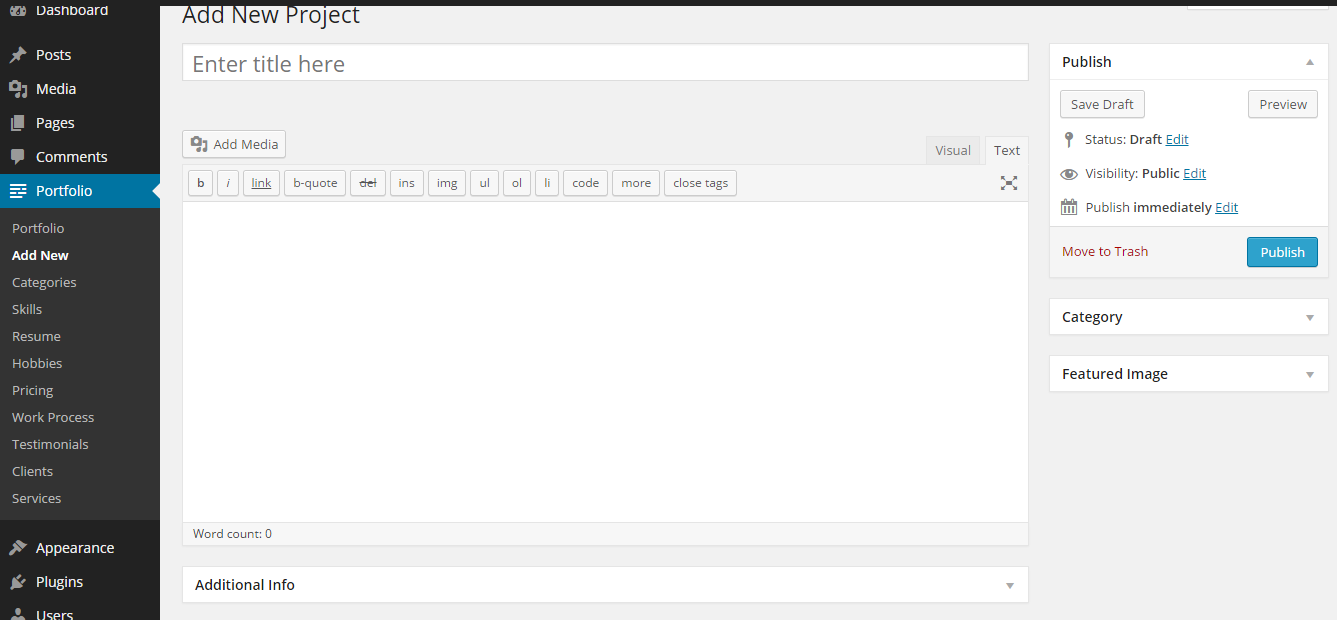 Dashboard
Posts
Media
Pages
Comments
Portfolio
Portfolio
Add New
Categories
Skills
Resume
Hobbies
Pricing
Work Process
Testimonials
Clients
Services
Appearance
Plugins
Users
Add New Project
Enter title here
Add Media
Visual Text
b i link b-quote del ins img ul ol li code more close tags
Word count: 0
Additional Info
Publish
Save Draft Preview
Status: Draft Edit
Visibility: Public Edit
Publish immediately Edit
Move to Trash Publish
Category
Featured Image